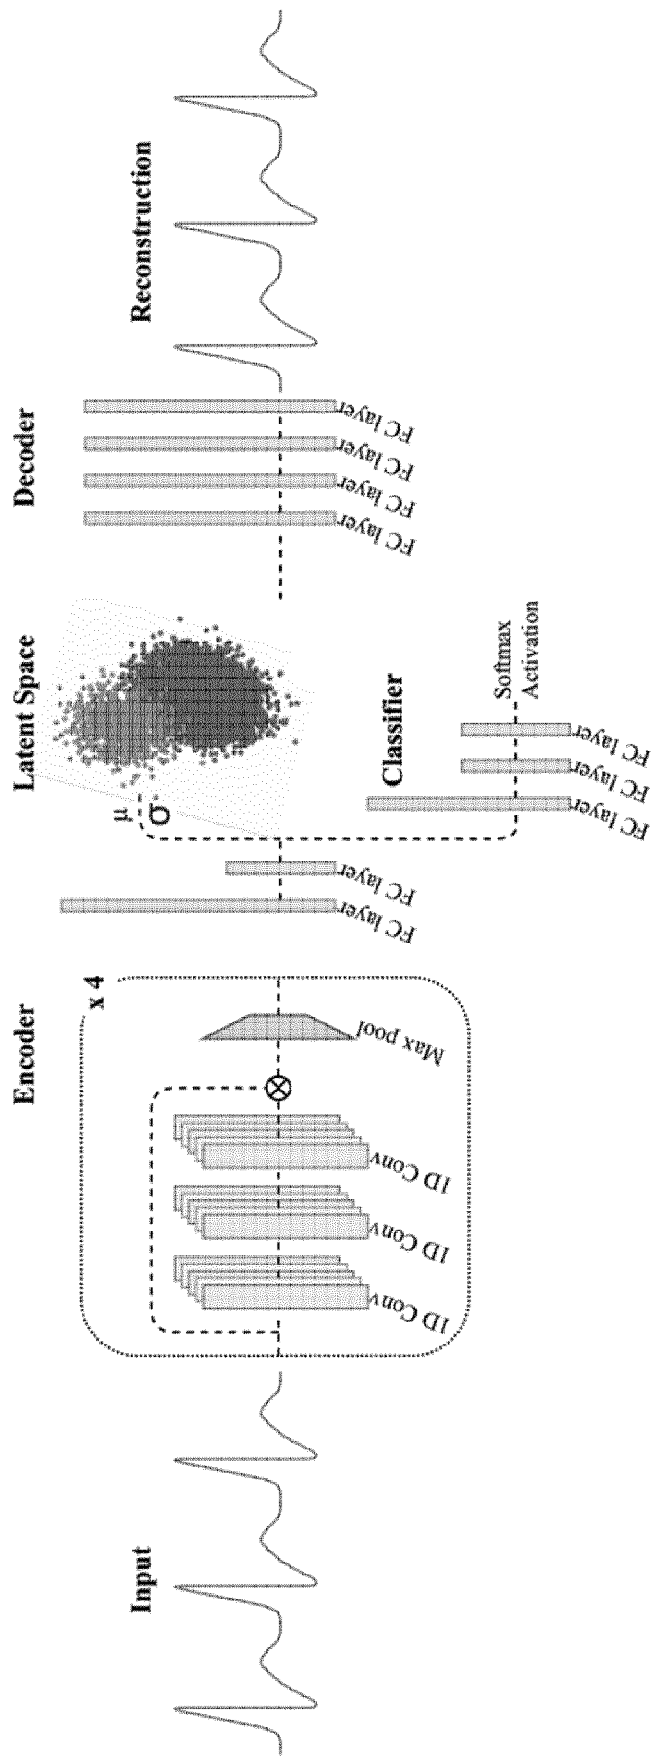 Input
Encoder
x 4
1D Conv
1D Conv
1D Conv
Max pool
FC layer
FC layer
Latent Space
μ
σ
Classifier
FC layer
FC layer
FC layer
Softmax
Activation
Decoder
FC layer
FC layer
FC layer
FC layer
Reconstruction